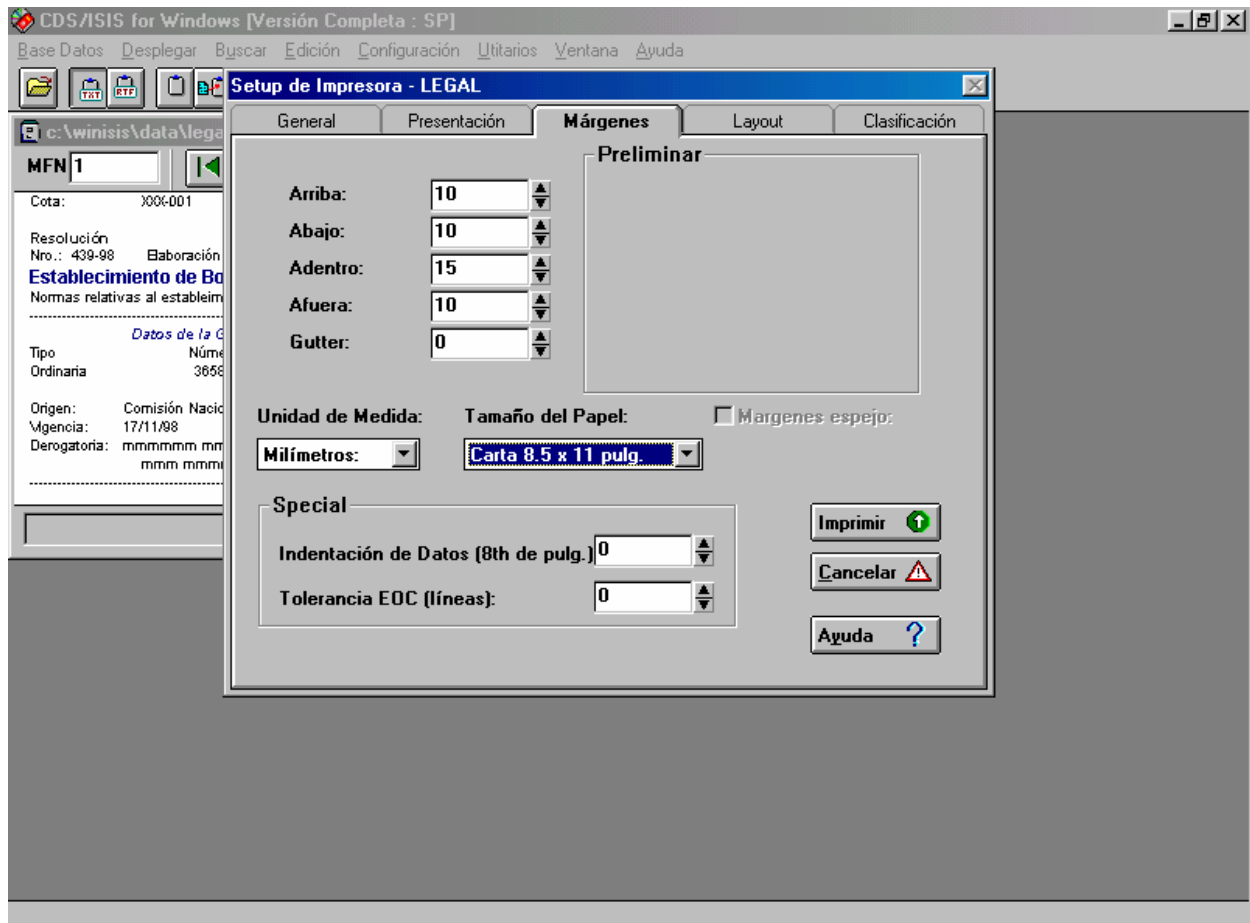 CDS/ISIS for Windows [Versión Completa : SP]
Base Datos Desplegar Buscar Edición Configuración Utitarios Ventana Ayuda
TXT RTF
Setup de Impresora - LEGAL
General Presentación Márgenes Layout Clasificación
c:\winisis\data\lega
MFN 1
Cota: XXX-001
Resolución
Nro.: 439-98 Elaboración
Establecimiento de Bo
Normas relativas al estableim
Datos de la G
Tipo Núme
Ordinaria 3658
Origen: Comisión Nacio
Vigencia: 17/11/98
Derogatoria: mmmmmm mm
mmm mmm
Preliminar
Arriba: 10
Abajo: 10
Adentro: 15
Afuera: 10
Gutter: 0
Unidad de Medida: Tamaño del Papel: Margenes espejo:
Milímetros: Carta 8.5 x 11 pulg.
Special
Indentación de Datos (8th de pulg.) 0
Tolerancia EOC (líneas): 0
Imprimir
Cancelar
Ayuda ?